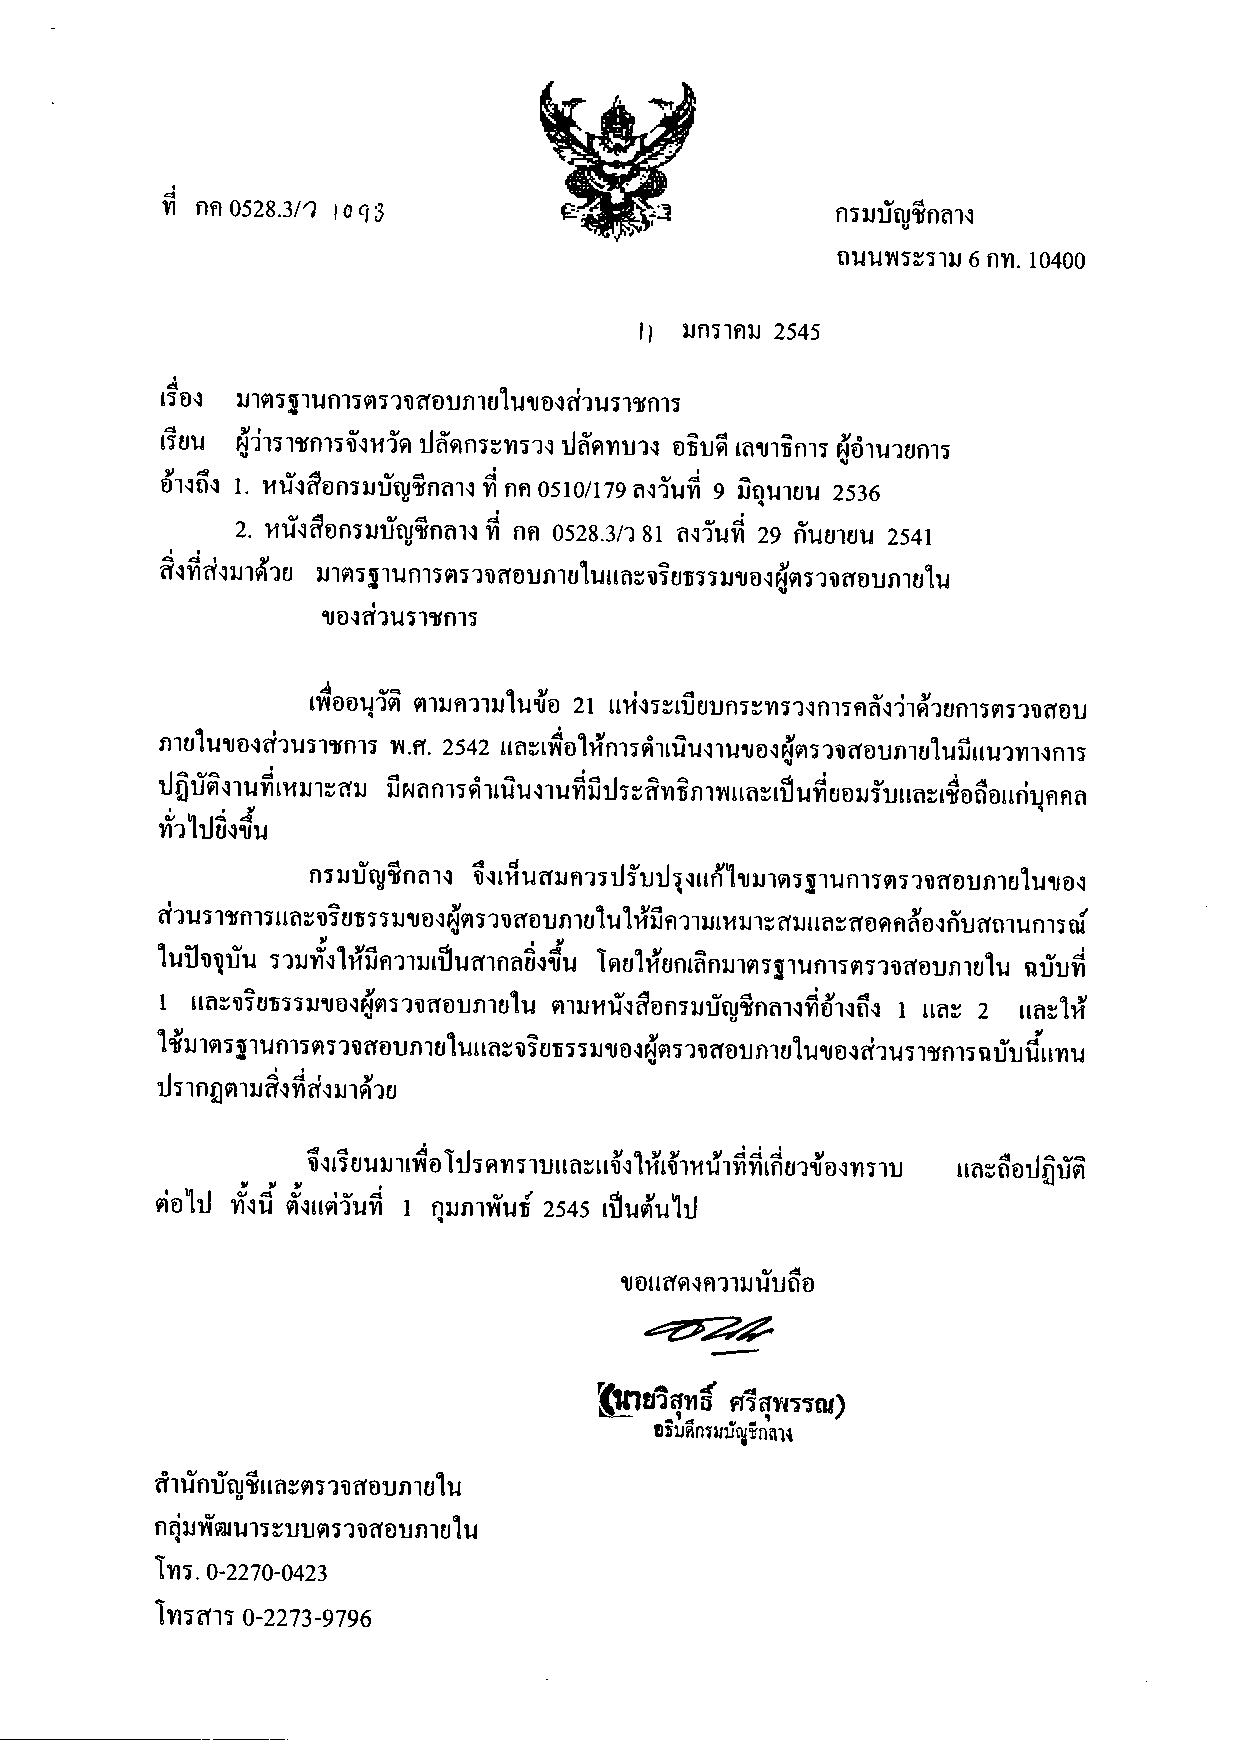 ที่ กค 0528.3/ว 1093
กรมบัญชีกลาง
ถนนพระราม 6 กท. 10400
11 มกราคม 2545
เรื่อง มาตรฐานการตรวจสอบภายในของส่วนราชการ
เรียน ผู้ว่าราชการจังหวัด ปลัดกระทรวง ปลัดทบวง อธิบดี เลขาธิการ ผู้อำนวยการ
อ้างถึง 1. หนังสือกรมบัญชีกลาง ที่ กค 0510/179 ลงวันที่ 9 มิถุนายน 2536
2. หนังสือกรมบัญชีกลาง ที่ กค 0528.3/ว 81 ลงวันที่ 29 กันยายน 2541
สิ่งที่ส่งมาด้วย มาตรฐานการตรวจสอบภายในและจริยธรรมของผู้ตรวจสอบภายใน
ของส่วนราชการ
เพื่ออนุวัติ ตามความในข้อ 21 แห่งระเบียบกระทรวงการคลังว่าด้วยการตรวจสอบ
ภายในของส่วนราชการ พ.ศ. 2542 และเพื่อให้การดำเนินงานของผู้ตรวจสอบภายในมีแนวทางการ
ปฏิบัติงานที่เหมาะสม มีผลการดำเนินงานที่มีประสิทธิภาพและเป็นที่ยอมรับและเชื่อถือแก่บุคคล
ทั่วไปยิ่งขึ้น
กรมบัญชีกลาง จึงเห็นสมควรปรับปรุงแก้ไขมาตรฐานการตรวจสอบภายในของ
ส่วนราชการและจริยธรรมของผู้ตรวจสอบภายในให้มีความเหมาะสมและสอดคล้องกับสถานการณ์
ในปัจจุบัน รวมทั้งให้มีความเป็นสากลยิ่งขึ้น โดยให้ยกเลิกมาตรฐานการตรวจสอบภายใน ฉบับที่
1 และจริยธรรมของผู้ตรวจสอบภายใน ตามหนังสือกรมบัญชีกลางที่อ้างถึง 1 และ 2 และให้
ใช้มาตรฐานการตรวจสอบภายในและจริยธรรมของผู้ตรวจสอบภายในของส่วนราชการฉบับนี้แทน
ปรากฏตามสิ่งที่ส่งมาด้วย
จึงเรียนมาเพื่อโปรดทราบและแจ้งให้เจ้าหน้าที่ที่เกี่ยวข้องทราบ และถือปฏิบัติ
ต่อไป ทั้งนี้ ตั้งแต่วันที่ 1 กุมภาพันธ์ 2545 เป็นต้นไป
ขอแสดงความนับถือ
(นายวิสุทธิ์ ศรีสุพรรณ)
อธิบดีกรมบัญชีกลาง
สำนักบัญชีและตรวจสอบภายใน
กลุ่มพัฒนาระบบตรวจสอบภายใน
โทร. 0-2270-0423
โทรสาร 0-2273-9796